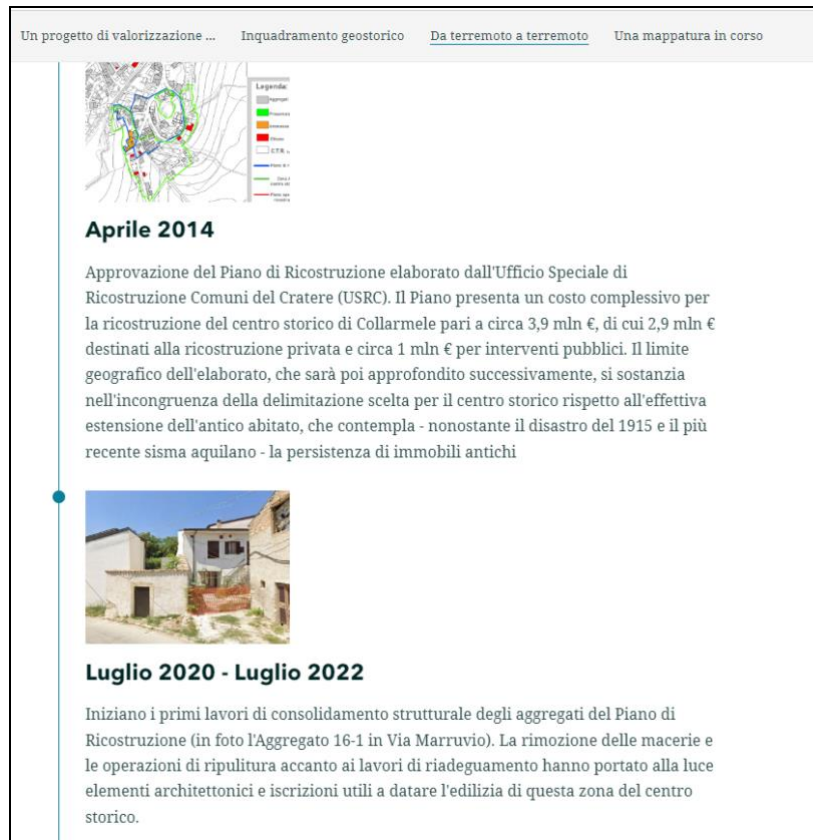 Un progetto di valorizzazione ... Inquadramento geostorico Da terremoto a terremoto Una mappatura in corso
Legenda:
Aprile 2014
Approvazione del Piano di Ricostruzione elaborato dall'Ufficio Speciale di
Ricostruzione Comuni del Cratere (USRC). Il Piano presenta un costo complessivo per
la ricostruzione del centro storico di Collarmele pari a circa 3,9 mln €, di cui 2,9 mln €
destinati alla ricostruzione privata e circa 1 mln € per interventi pubblici. Il limite
geografico dell'elaborato, che sarà poi approfondito successivamente, si sostanzia
nell'incongruenza della delimitazione scelta per il centro storico rispetto all'effettiva
estensione dell'antico abitato, che contempla - nonostante il disastro del 1915 e il più
recente sisma aquilano - la persistenza di immobili antichi
Luglio 2020 - Luglio 2022
Iniziano i primi lavori di consolidamento strutturale degli aggregati del Piano di
Ricostruzione (in foto l'Aggregato 16-1 in Via Marruvio). La rimozione delle macerie e
le operazioni di ripulitura accanto ai lavori di riadeguamento hanno portato alla luce
elementi architettonici e iscrizioni utili a datare l'edilizia di questa zona del centro
storico.